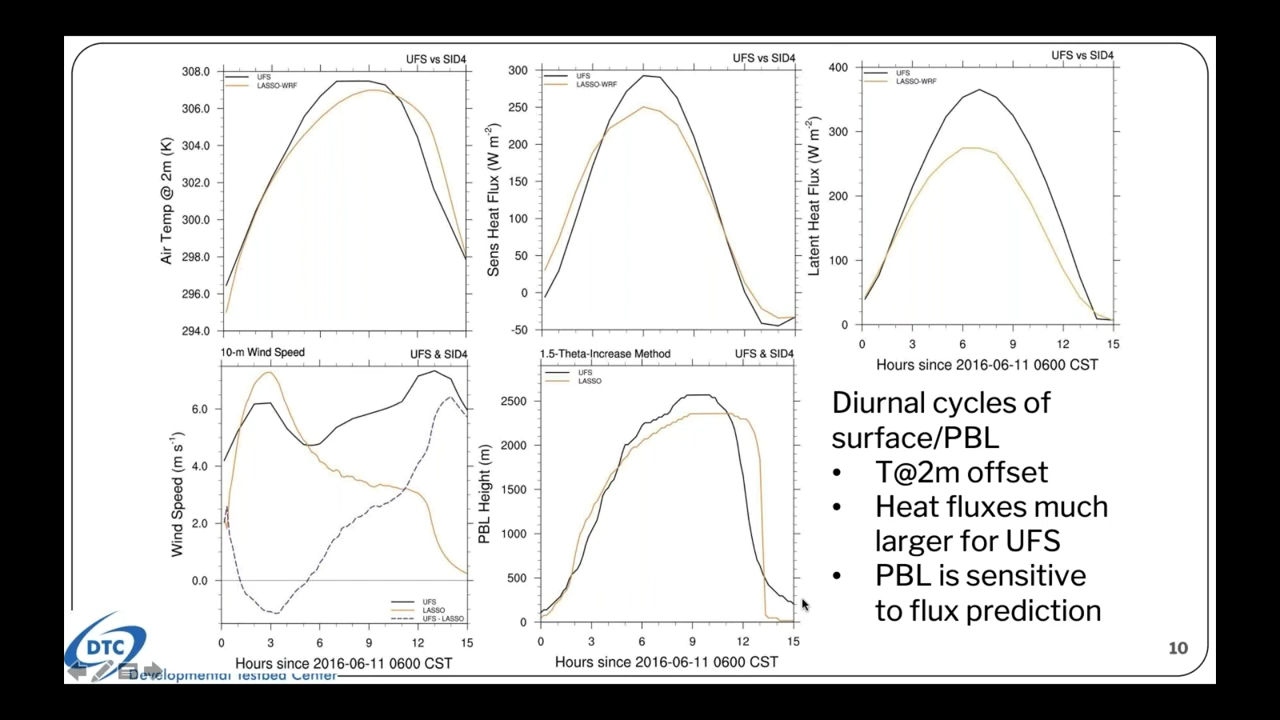 UFS vs SID4
308.0
306.0
304.0
302.0
300.0
298.0
296.0
294.0
Air Temp @ 2m (K)
UFS
LASSO-WRF
UFS vs SID4
300
250
200
150
100
50
0
-50
Sens Heat Flux (W m-2)
UFS
LASSO-WRF
UFS vs SID4
400
300
200
100
0
Latent Heat Flux (W m-2)
UFS
LASSO-WRF
0 3 6 9 12 15
Hours since 2016-06-11 0600 CST
10-m Wind Speed
UFS & SID4
6.0
4.0
2.0
0.0
Wind Speed (m s-1)
UFS
LASSO
UFS - LASSO
0 3 6 9 12 15
Hours since 2016-06-11 0600 CST
1.5-Theta-Increase Method
UFS & SID4
2500
2000
1500
1000
500
0
PBL Height (m)
UFS
LASSO
0 3 6 9 12 15
Hours since 2016-06-11 0600 CST
Diurnal cycles of
surface/PBL
• T@2m offset
• Heat fluxes much
larger for UFS
• PBL is sensitive
to flux prediction
10
DTC
Developmental Testbed Center